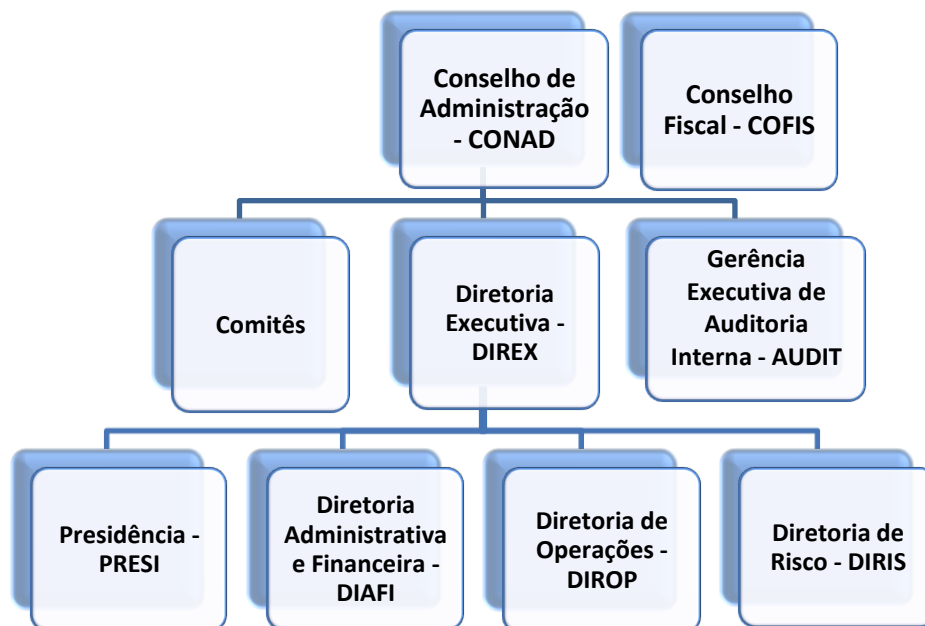 Conselho de
Administração
- CONAD
Conselho
Fiscal - COFIS
Comitês
Diretoria
Executiva -
DIREX
Gerência
Executiva de
Auditoria
Interna - AUDIT
Presidência -
PRESI
Diretoria
Administrativa
e Financeira -
DIAFI
Diretoria de
Operações -
DIROP
Diretoria de
Risco - DIRIS